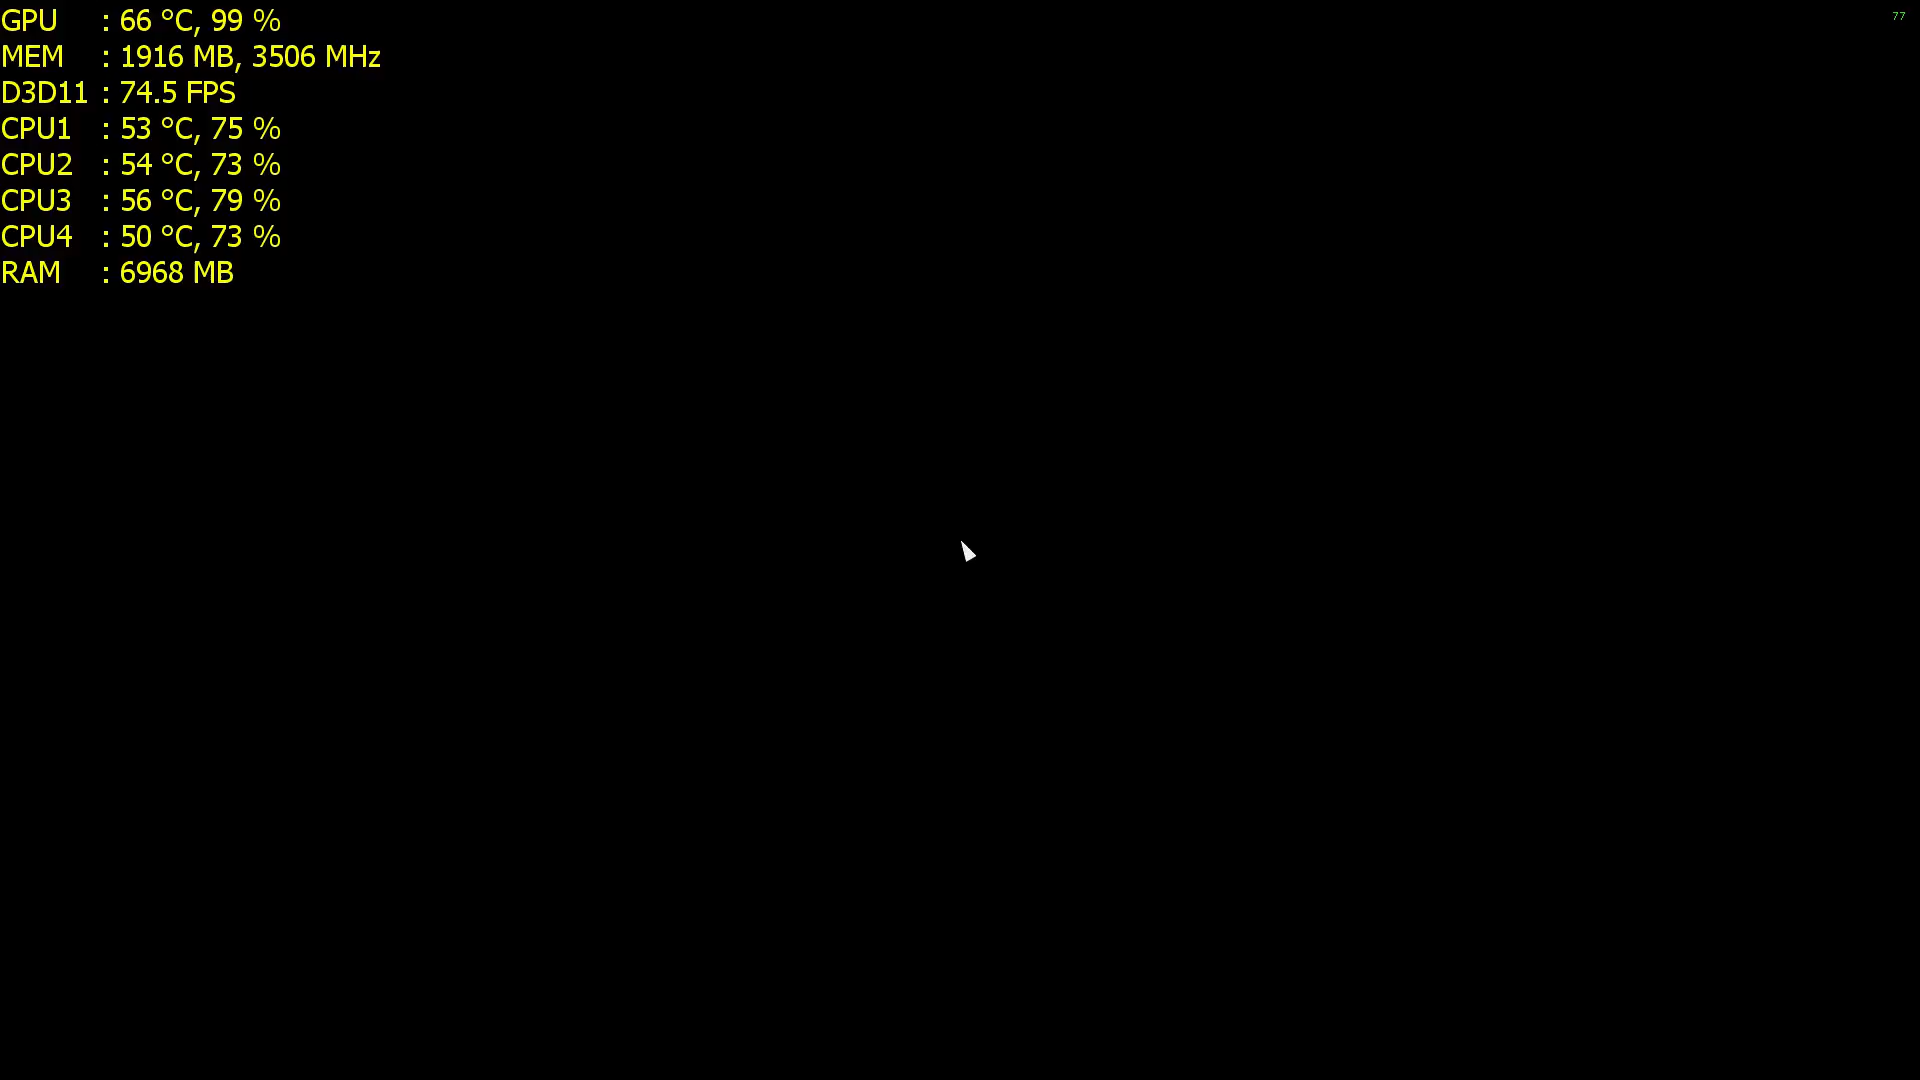 GPU : 66 °C, 99 %
MEM : 1916 MB, 3506 MHz
D3D11 : 74.5 FPS
CPU1 : 53 °C, 75 %
CPU2 : 54 °C, 73 %
CPU3 : 56 °C, 79 %
CPU4 : 50 °C, 73 %
RAM : 6968 MB
77